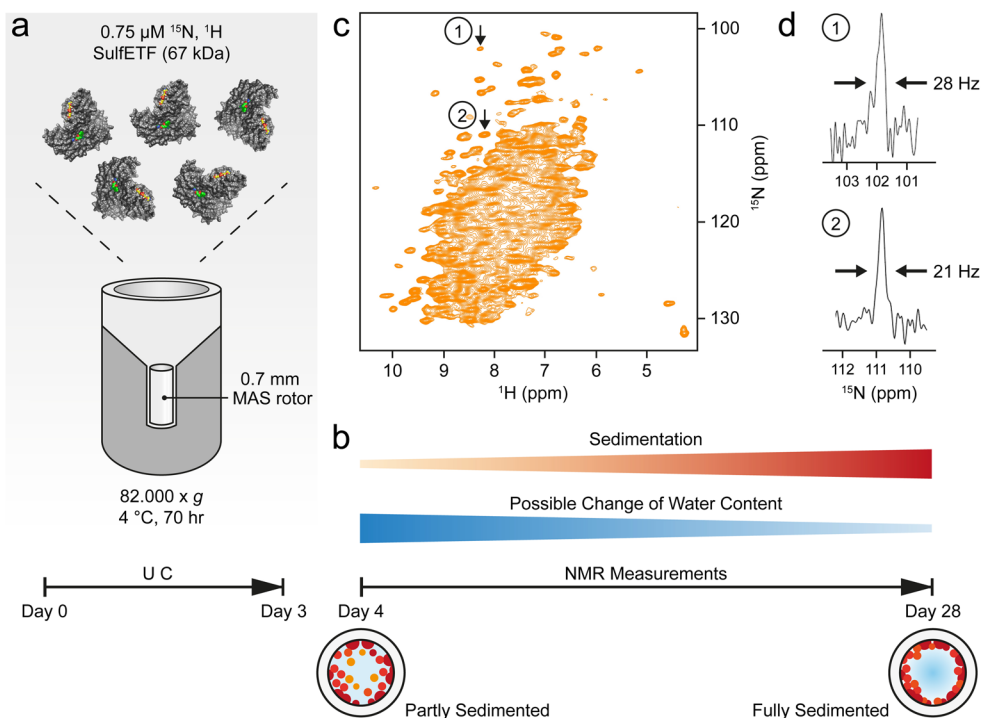 a
0.75 µM ¹⁵N, ¹H
SulfETF (67 kDa)
0.7 mm
MAS rotor
82.000 x g
4 °C, 70 hr
U C
Day 0
Day 3
c
1
2
100
110
120
130
¹⁵N (ppm)
10
9
8
7
6
5
¹H (ppm)
d
1
28 Hz
103
102
101
2
21 Hz
112
111
110
¹⁵N (ppm)
b
Sedimentation
Possible Change of Water Content
NMR Measurements
Day 4
Day 28
Partly Sedimented
Fully Sedimented